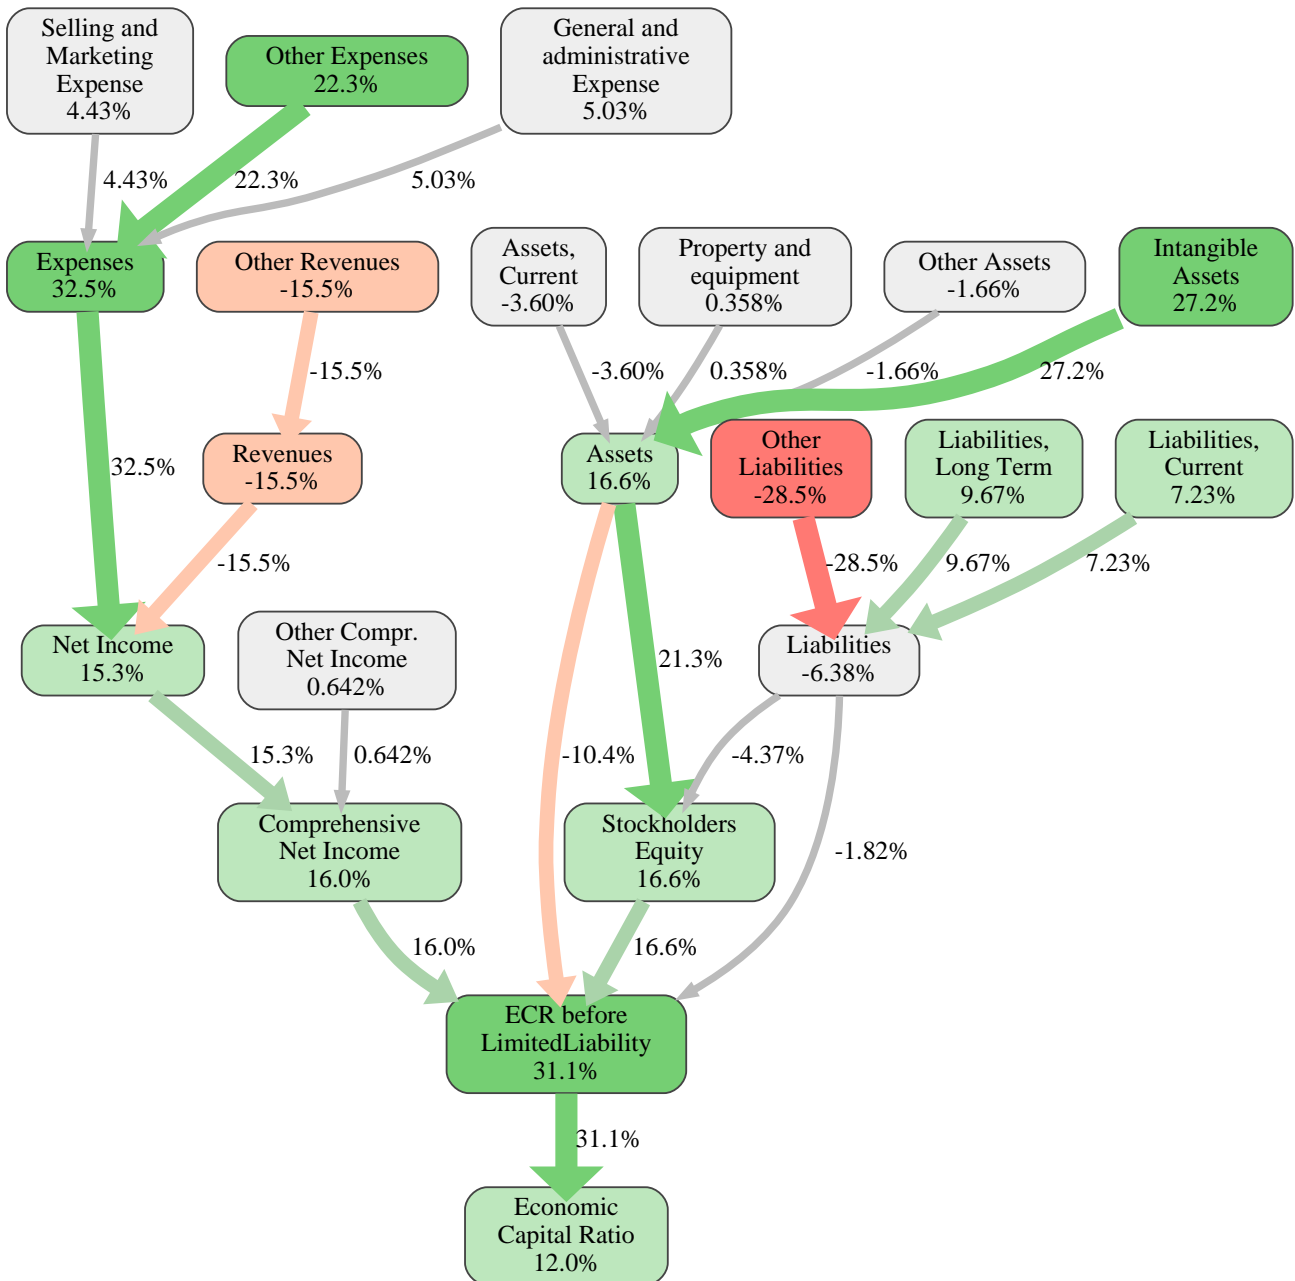 Selling and
Marketing
Expense
4.43%
Other Expenses
22.3%
General and
administrative
Expense
5.03%
4.43%
22.3%
5.03%
Expenses
32.5%
Other Revenues
-15.5%
Assets,
Current
-3.60%
Property and
equipment
0.358%
Other Assets
-1.66%
Intangible
Assets
27.2%
-15.5%
-3.60%
0.358%
-1.66%
27.2%
32.5%
Revenues
-15.5%
Assets
16.6%
Other
Liabilities
-28.5%
Liabilities,
Long Term
9.67%
Liabilities,
Current
7.23%
-15.5%
-28.5%
9.67%
7.23%
Net Income
15.3%
Other Compr.
Net Income
0.642%
21.3%
Liabilities
-6.38%
15.3%
0.642%
-10.4%
-4.37%
Comprehensive
Net Income
16.0%
Stockholders
Equity
16.6%
-1.82%
16.0%
16.6%
ECR before
LimitedLiability
31.1%
31.1%
Economic
Capital Ratio
12.0%